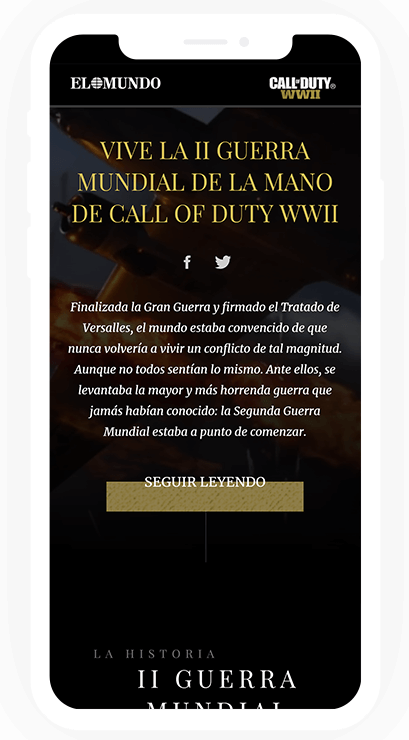 EL MUNDO
CALL OF DUTY®
WWII
VIVE LA II GUERRA
MUNDIAL DE LA MANO
DE CALL OF DUTY WWII
Finalizada la Gran Guerra y firmado el Tratado de
Versalles, el mundo estaba convencido de que
nunca volvería a vivir un conflicto de tal magnitud.
Aunque no todos sentían lo mismo. Ante ellos, se
levantaba la mayor y más horrenda guerra que
jamás habían conocido: la Segunda Guerra
Mundial estaba a punto de comenzar.
SEGUIR LEYENDO
LA HISTORIA
II GUERRA
MUNDIAL